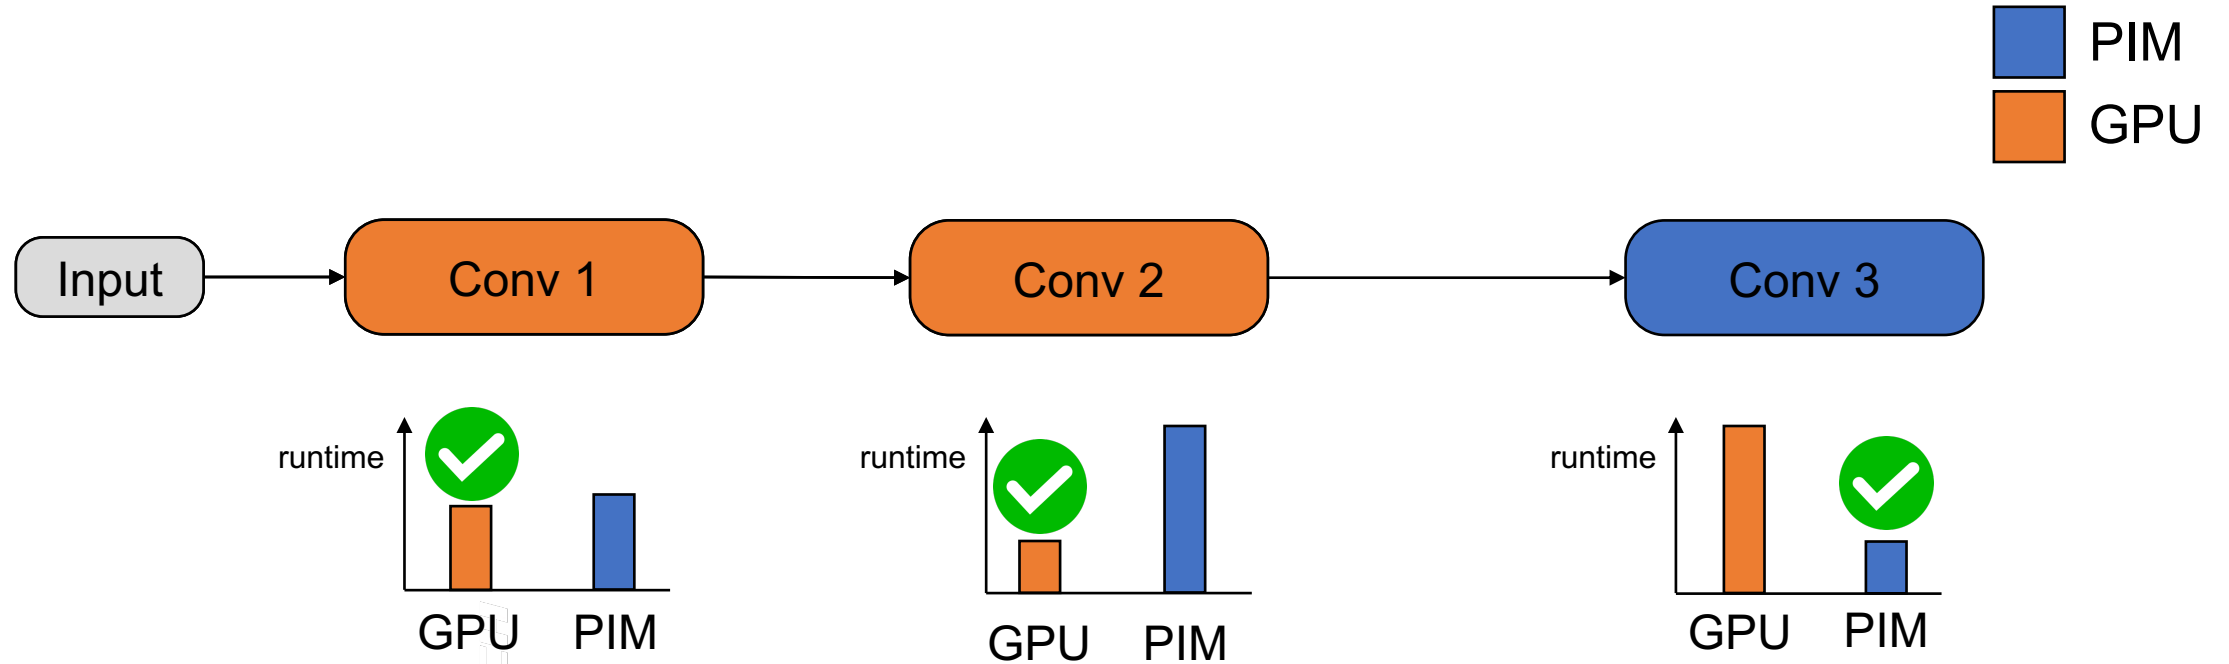 PIM
GPU
Input
Conv 1
Conv 2
Conv 3
runtime
runtime
runtime
GPU PIM
GPU PIM
GPU PIM